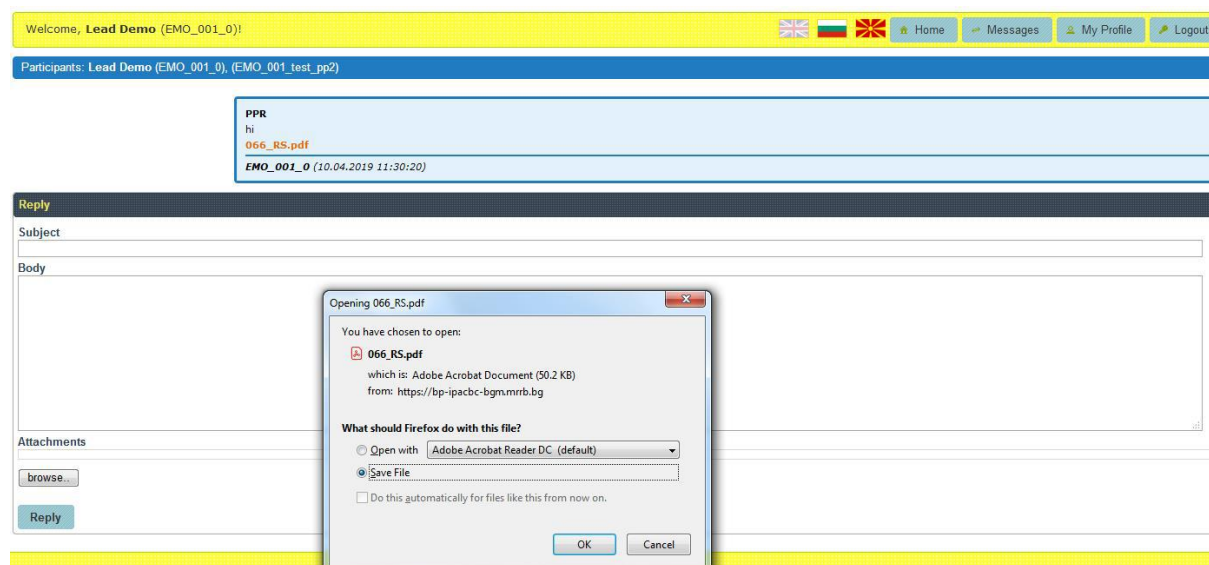 Welcome, Lead Demo (EMO_001_0)!
Home
Messages
My Profile
Logout
Participants: Lead Demo (EMO_001_0), (EMO_001_test_pp2)
PPR
hi
066_RS.pdf
EMO_001_0 (10.04.2019 11:30:20)
Reply
Subject
Body
Opening 066_RS.pdf
You have chosen to open:
066_RS.pdf
which is: Adobe Acrobat Document (50.2 KB)
from: https://bp-ipacbc-bgm.mrrb.bg
What should Firefox do with this file?
Open with Adobe Acrobat Reader DC (default)
Save File
Do this automatically for files like this from now on.
OK
Cancel
Attachments
browse..
Reply